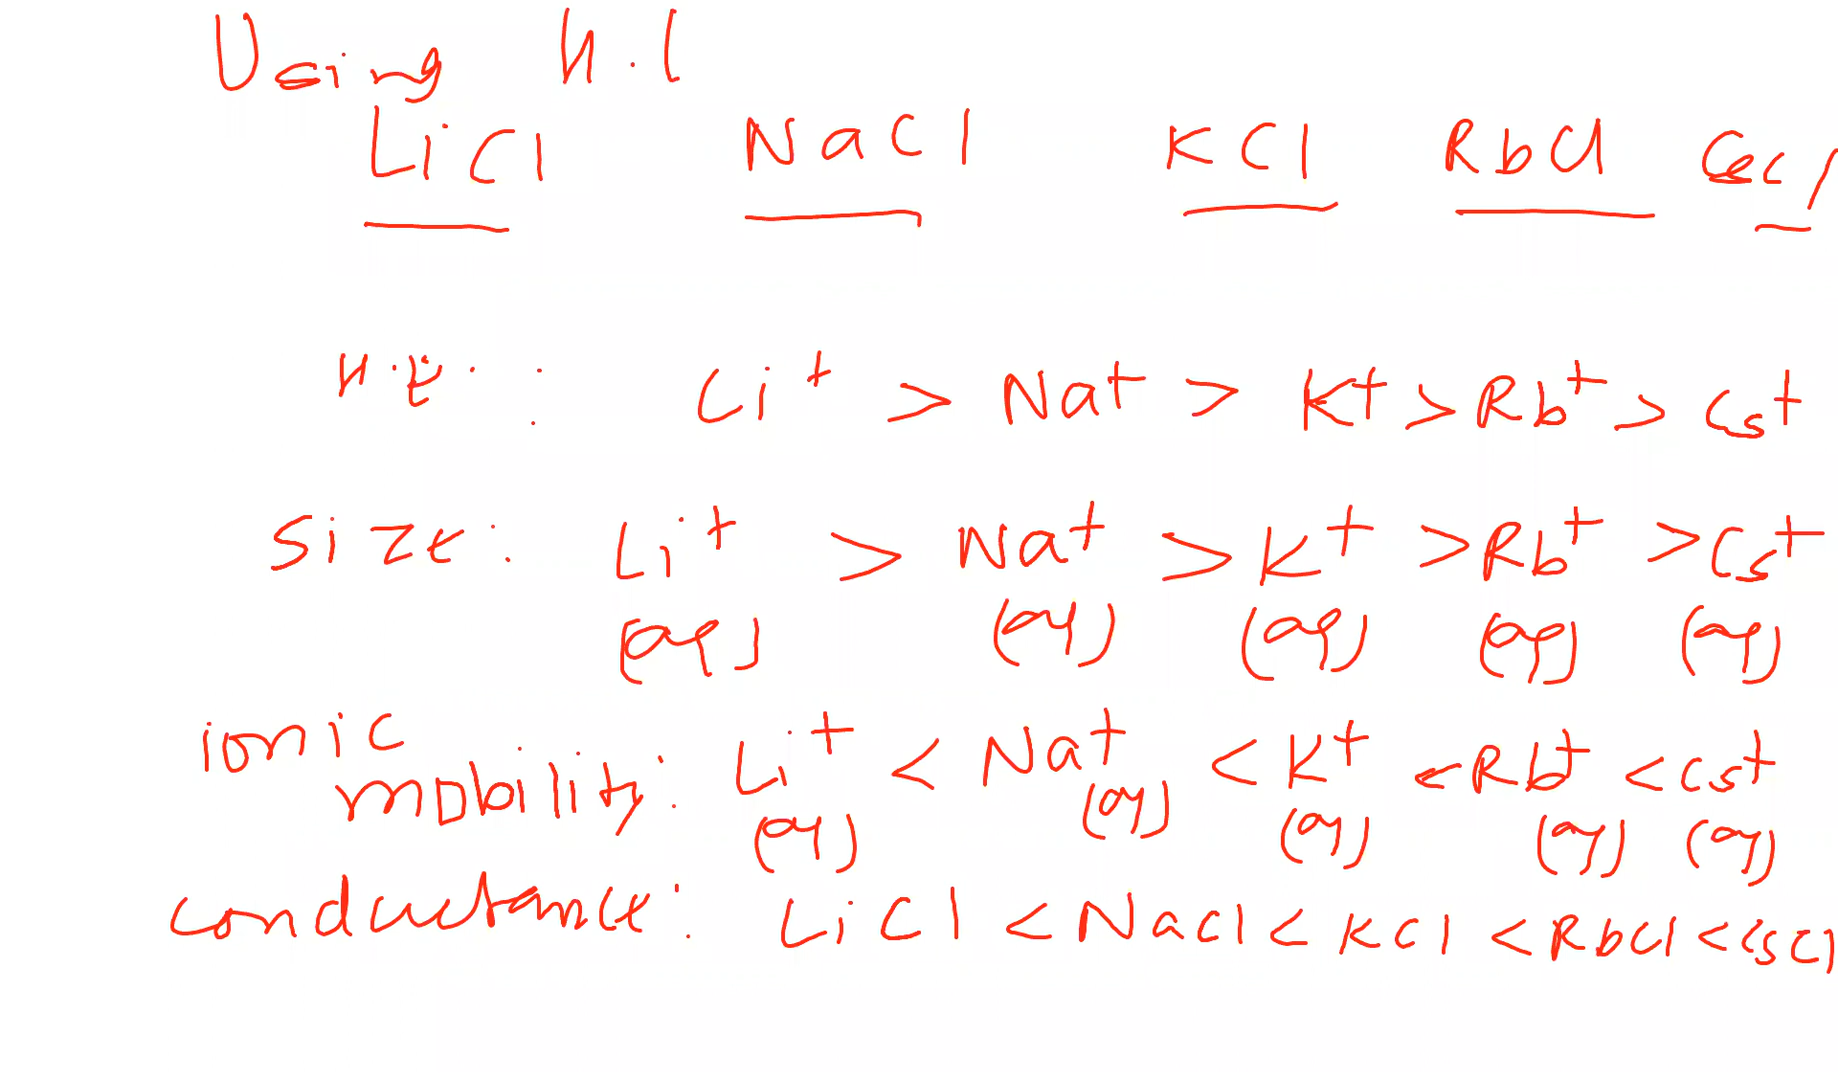 Using H.C
LiCl NaCl KCl RbCl CsCl
H.E. : Li+ > Na+ > K+ > Rb+ > Cs+
Size: Li+ > Na+ > K+ > Rb+ > Cs+
(aq) (aq) (aq) (aq) (aq)
ionic
mobility: Li+ < Na+ < K+ < Rb+ < Cs+
(aq) (aq) (aq) (aq) (aq)
conductance: LiCl < NaCl < KCl < RbCl < CsCl